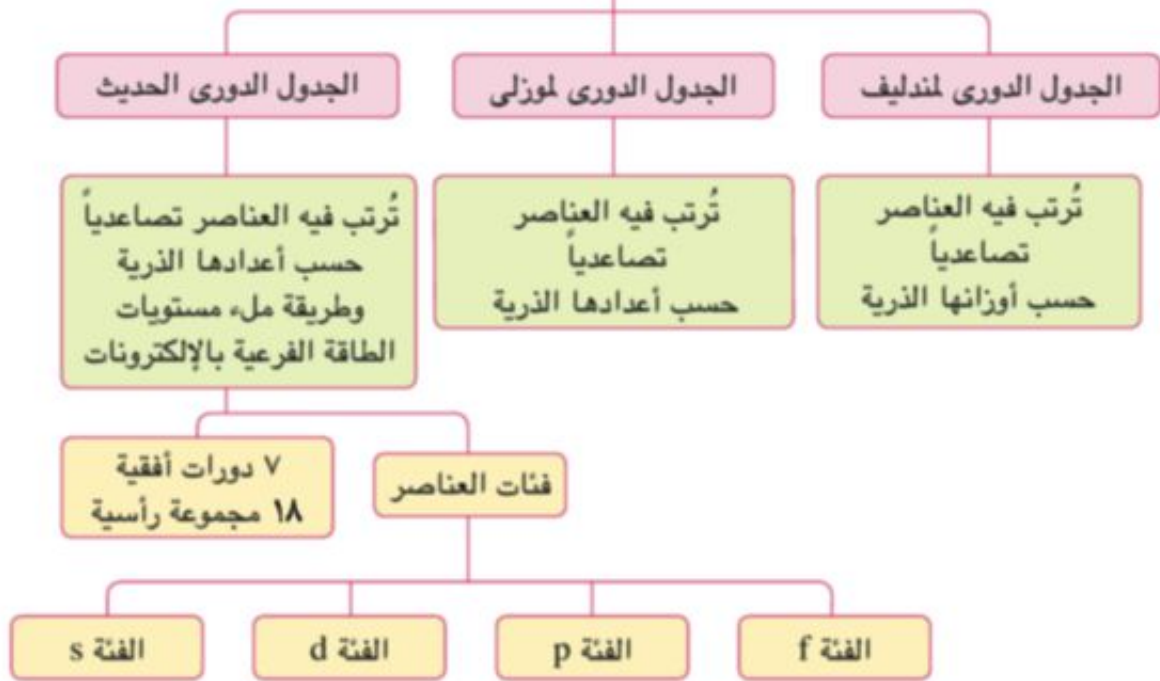 الجدول الدورى لمندليف
الجدول الدورى لموزلى
الجدول الدورى الحديث
تُرتب فيه العناصر
تصاعدياً
حسب أوزانها الذرية
تُرتب فيه العناصر
تصاعدياً
حسب أعدادها الذرية
تُرتب فيه العناصر تصاعدياً
حسب أعدادها الذرية
وطريقة ملء مستويات
الطاقة الفرعية بالإلكترونات
فئات العناصر
٧ دورات أفقية
١٨ مجموعة رأسية
الفئة f
الفئة p
الفئة d
الفئة s